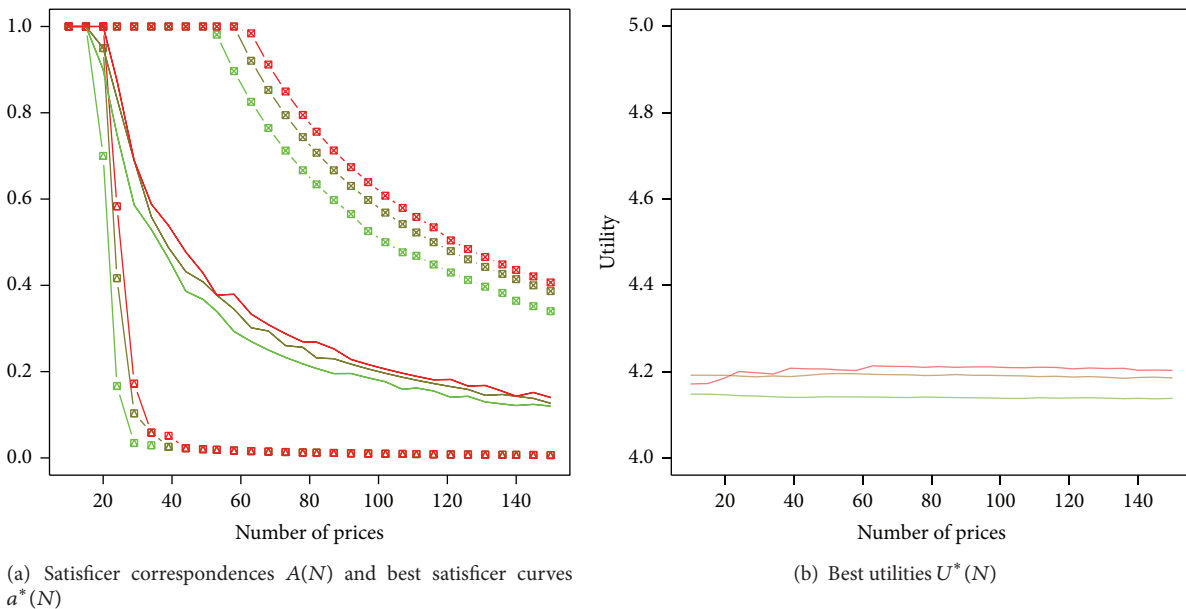 1.0
0.8
0.6
0.4
0.2
0.0
20 40 60 80 100 120 140
Number of prices
(a) Satisficer correspondences A(N) and best satisficer curves
a*(N)
5.0
4.8
4.6
4.4
4.2
4.0
Utility
20 40 60 80 100 120 140
Number of prices
(b) Best utilities U*(N)